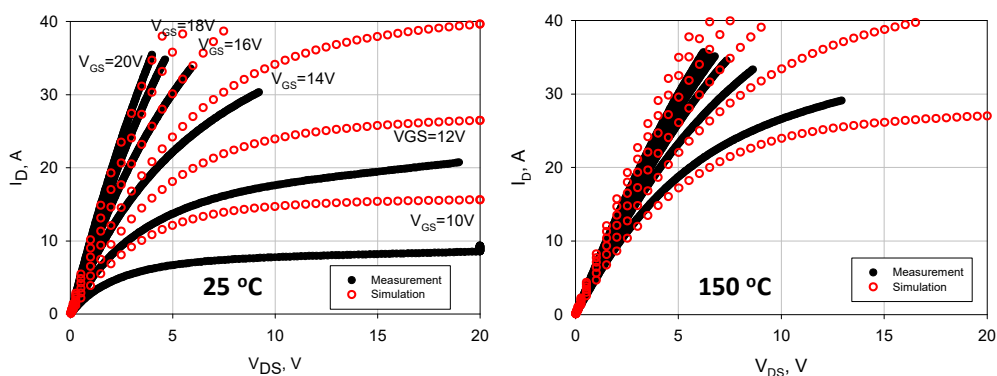 40
30
20
10
0
I_D, A
V_GS=18V
V_GS=20V
V_GS=16V
V_GS=14V
VGS=12V
V_GS=10V
25 °C
Measurement
Simulation
0 5 10 15 20
V_DS, V
40
30
20
10
0
I_D, A
150 °C
Measurement
Simulation
0 5 10 15 20
V_DS, V